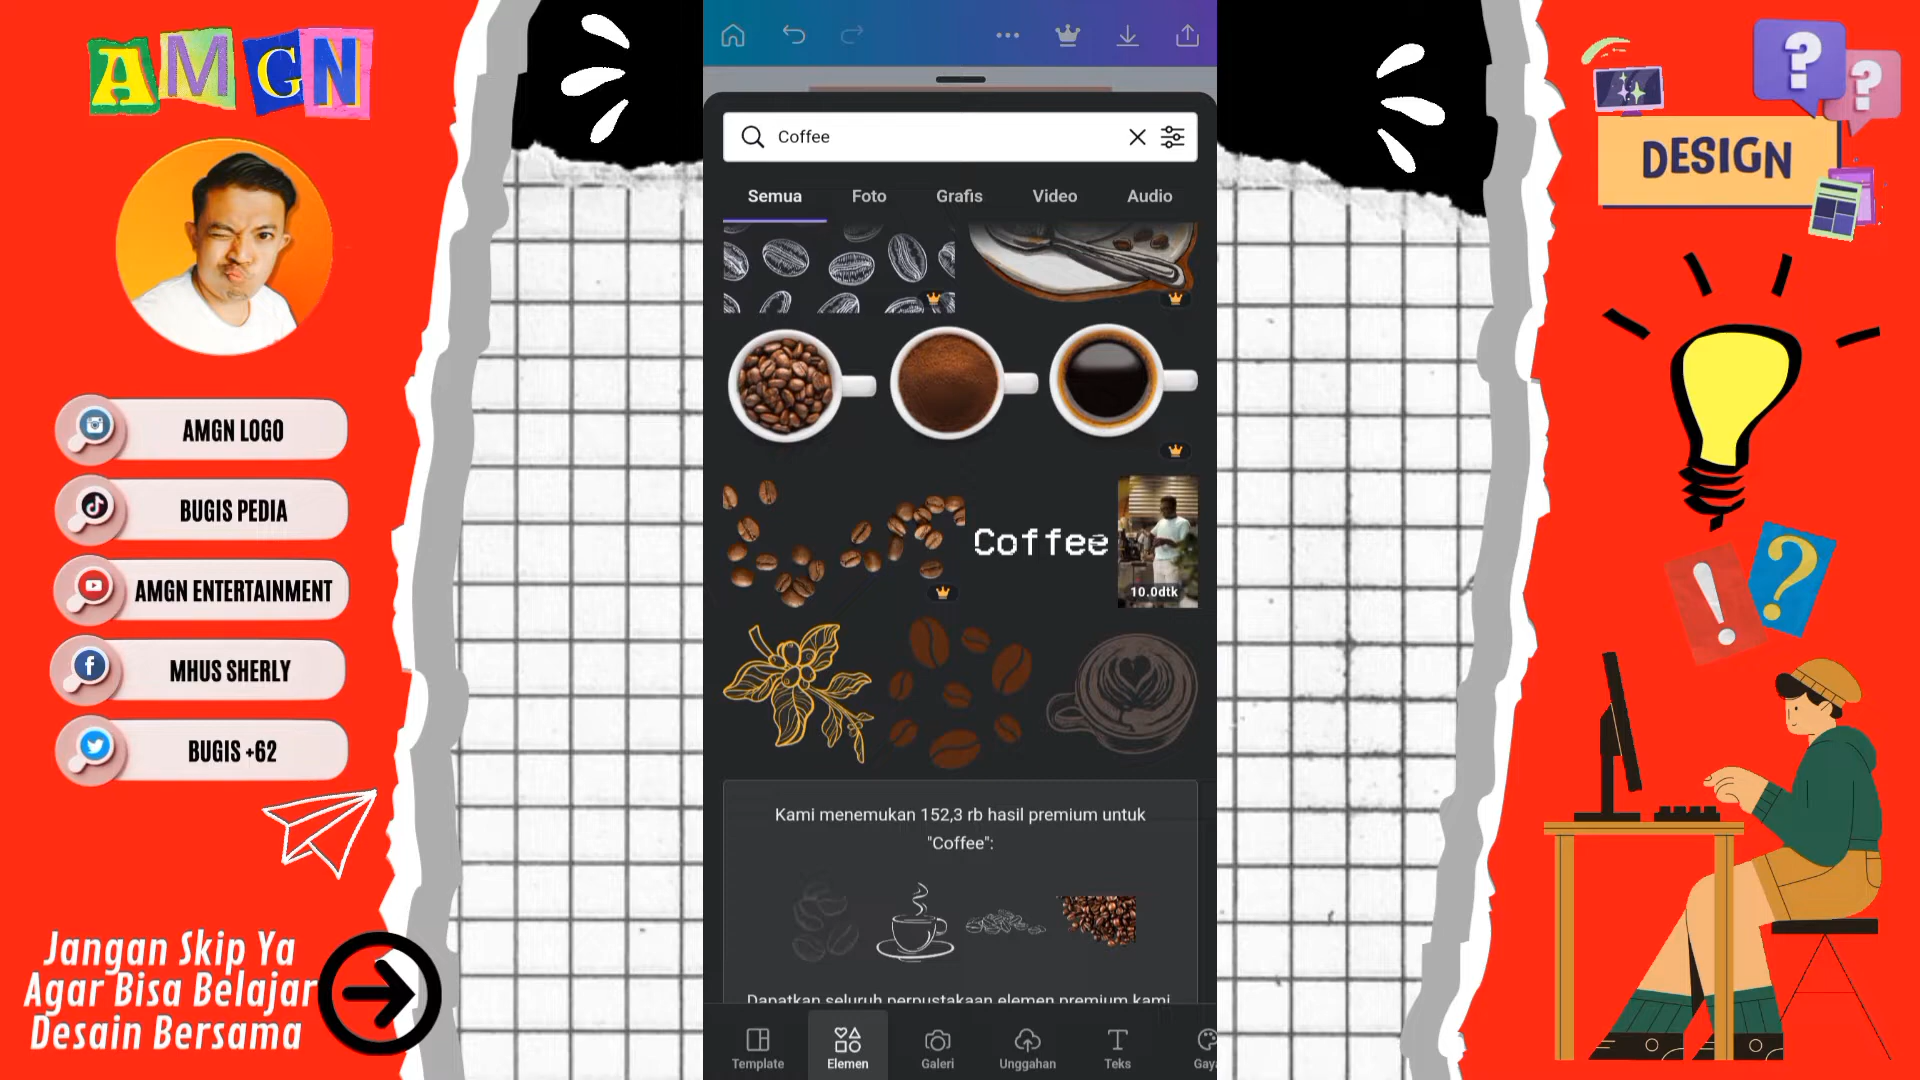 AMGN
AMGN LOGO
BUGIS PEDIA
AMGN ENTERTAINMENT
MHUS SHERLY
BUGIS +62
Jangan Skip Ya
Agar Bisa Belajar
Desain Bersama
Coffee
Semua Foto Grafis Video Audio
Coffee
10.0dtk
Kami menemukan 152,3 rb hasil premium untuk
"Coffee":
Dapatkan seluruh perpustakaan elemen premium kami
Template Elemen Galeri Unggahan Teks Gaya
? ?
DESIGN
! ?